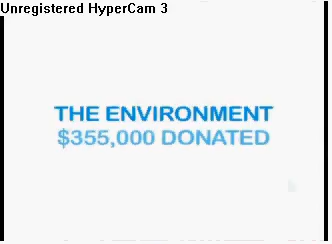 Unregistered HyperCam 3
THE ENVIRONMENT
$355,000 DONATED